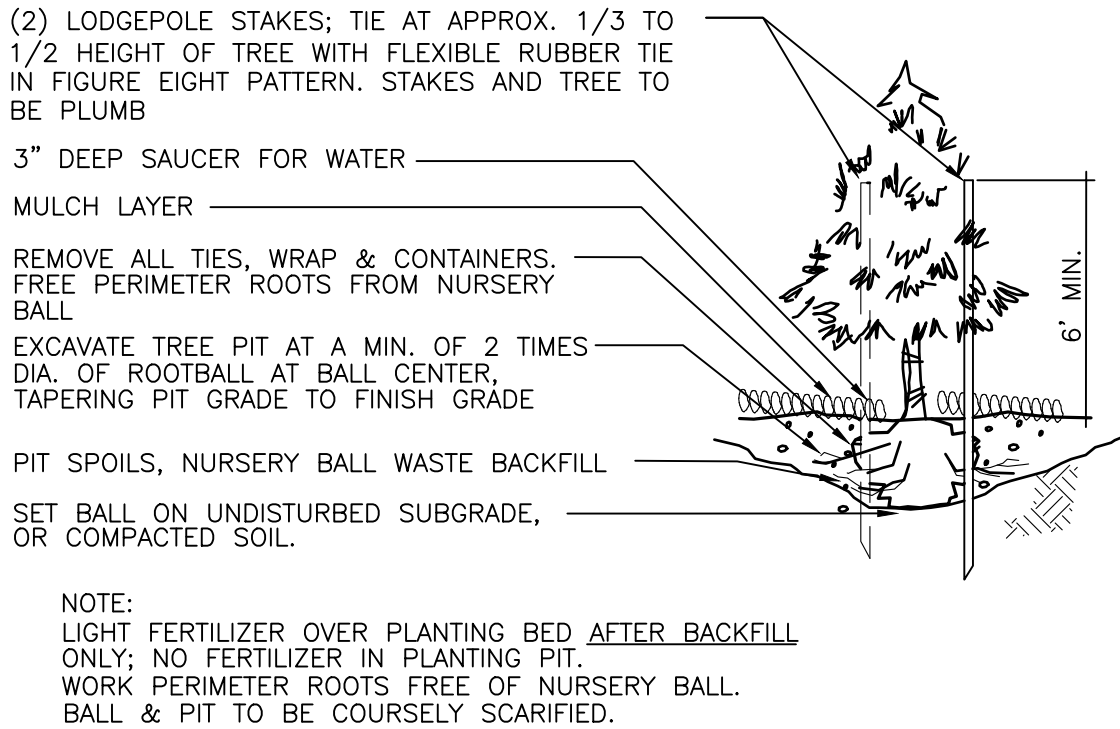 (2) LODGEPOLE STAKES; TIE AT APPROX. 1/3 TO
1/2 HEIGHT OF TREE WITH FLEXIBLE RUBBER TIE
IN FIGURE EIGHT PATTERN. STAKES AND TREE TO
BE PLUMB
3" DEEP SAUCER FOR WATER
MULCH LAYER
REMOVE ALL TIES, WRAP & CONTAINERS.
FREE PERIMETER ROOTS FROM NURSERY
BALL
EXCAVATE TREE PIT AT A MIN. OF 2 TIMES
DIA. OF ROOTBALL AT BALL CENTER,
TAPERING PIT GRADE TO FINISH GRADE
PIT SPOILS, NURSERY BALL WASTE BACKFILL
SET BALL ON UNDISTURBED SUBGRADE,
OR COMPACTED SOIL.
6' MIN.
NOTE:
LIGHT FERTILIZER OVER PLANTING BED AFTER BACKFILL
ONLY; NO FERTILIZER IN PLANTING PIT.
WORK PERIMETER ROOTS FREE OF NURSERY BALL.
BALL & PIT TO BE COURSELY SCARIFIED.